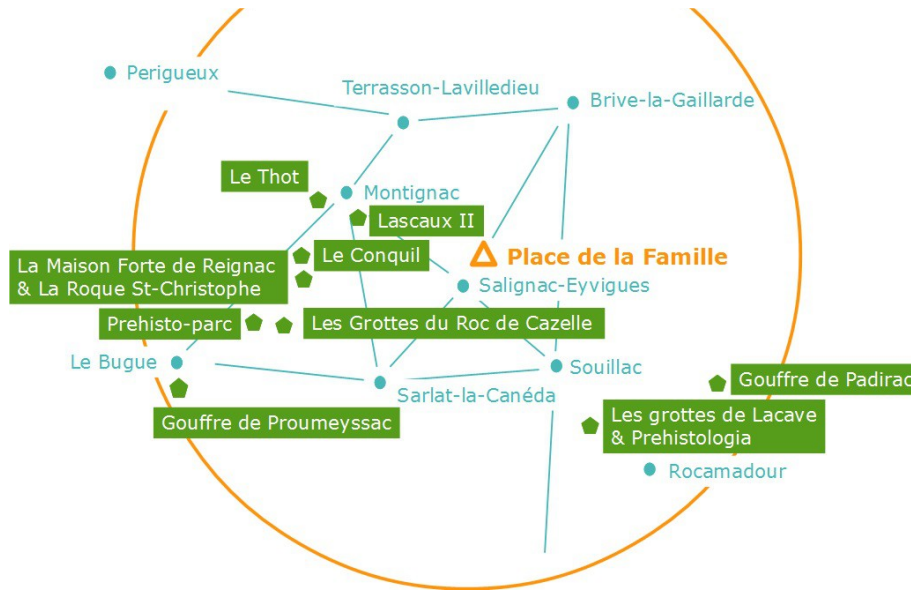 Perigueux
Terrasson-Lavilledieu
Brive-la-Gaillarde
Le Thot
Montignac
Lascaux II
Le Conquil
Place de la Famille
La Maison Forte de Reignac
& La Roque St-Christophe
Salignac-Eyvigues
Prehisto-parc
Les Grottes du Roc de Cazelle
Le Bugue
Souillac
Sarlat-la-Canéda
Gouffre de Padirac
Gouffre de Proumeyssac
Les grottes de Lacave
& Prehistologia
Rocamadour